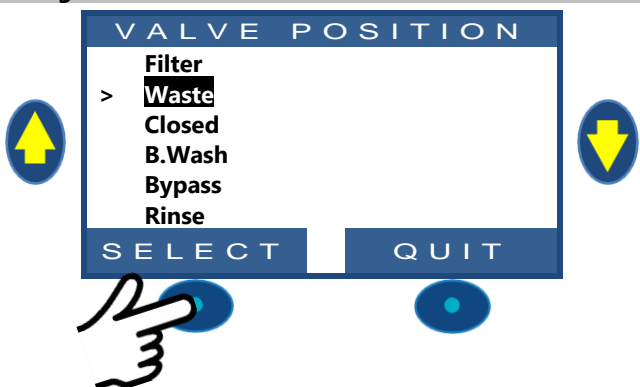 VALVE POSITION
Filter
> Waste
Closed
B.Wash
Bypass
Rinse
SELECT QUIT